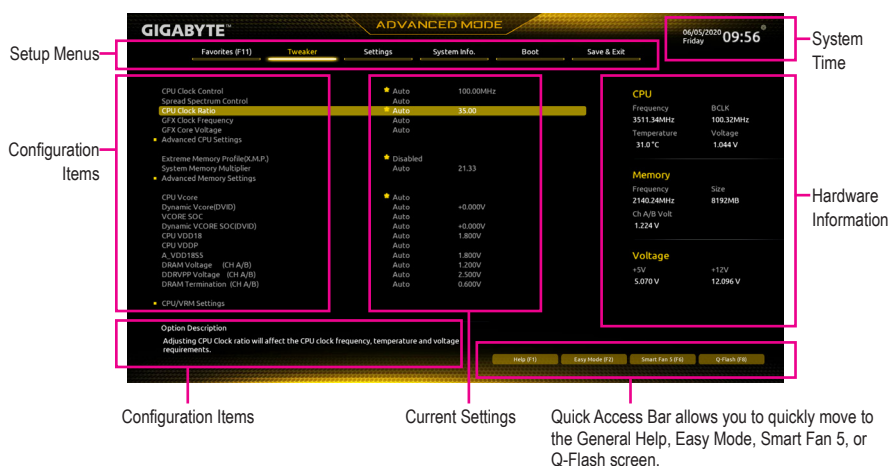 GIGABYTE™
ADVANCED MODE
06/05/2020
Friday
09:56
Setup Menus
Favorites (F11) Tweaker Settings System Info. Boot Save & Exit
System
Time
CPU Clock Control Auto 100.00MHz
Spread Spectrum Control Auto
CPU Clock Ratio Auto 35.00
GFX Clock Frequency Auto
GFX Core Voltage Auto
Advanced CPU Settings
Extreme Memory Profile(X.M.P.) Disabled
System Memory Multiplier Auto 21.33
Advanced Memory Settings
CPU Vcore Auto
Dynamic Vcore(DVID) Auto +0.000V
VCORE SOC Auto
Dynamic VCORE SOC(DVID) Auto +0.000V
CPU VDD18 Auto 1.800V
CPU VDDP Auto
A_VDD18S5 Auto 1.800V
DRAM Voltage (CH A/B) Auto 1.200V
DDRVPP Voltage (CH A/B) Auto 2.500V
DRAM Termination (CH A/B) Auto 0.600V
CPU/VRM Settings
Configuration
Items
CPU
Frequency BCLK
3511.34MHz 100.32MHz
Temperature Voltage
31.0 °C 1.044 V
Memory
Frequency Size
2140.24MHz 8192MB
Ch A/B Volt
1.224 V
Voltage
+5V +12V
5.070 V 12.096 V
Hardware
Information
Option Description
Adjusting CPU Clock ratio will affect the CPU clock frequency, temperature and voltage
requirements.
Help (F1) Easy Mode (F2) Smart Fan 5 (F6) Q-Flash (F8)
Configuration Items
Current Settings
Quick Access Bar allows you to quickly move to
the General Help, Easy Mode, Smart Fan 5, or
Q-Flash screen.